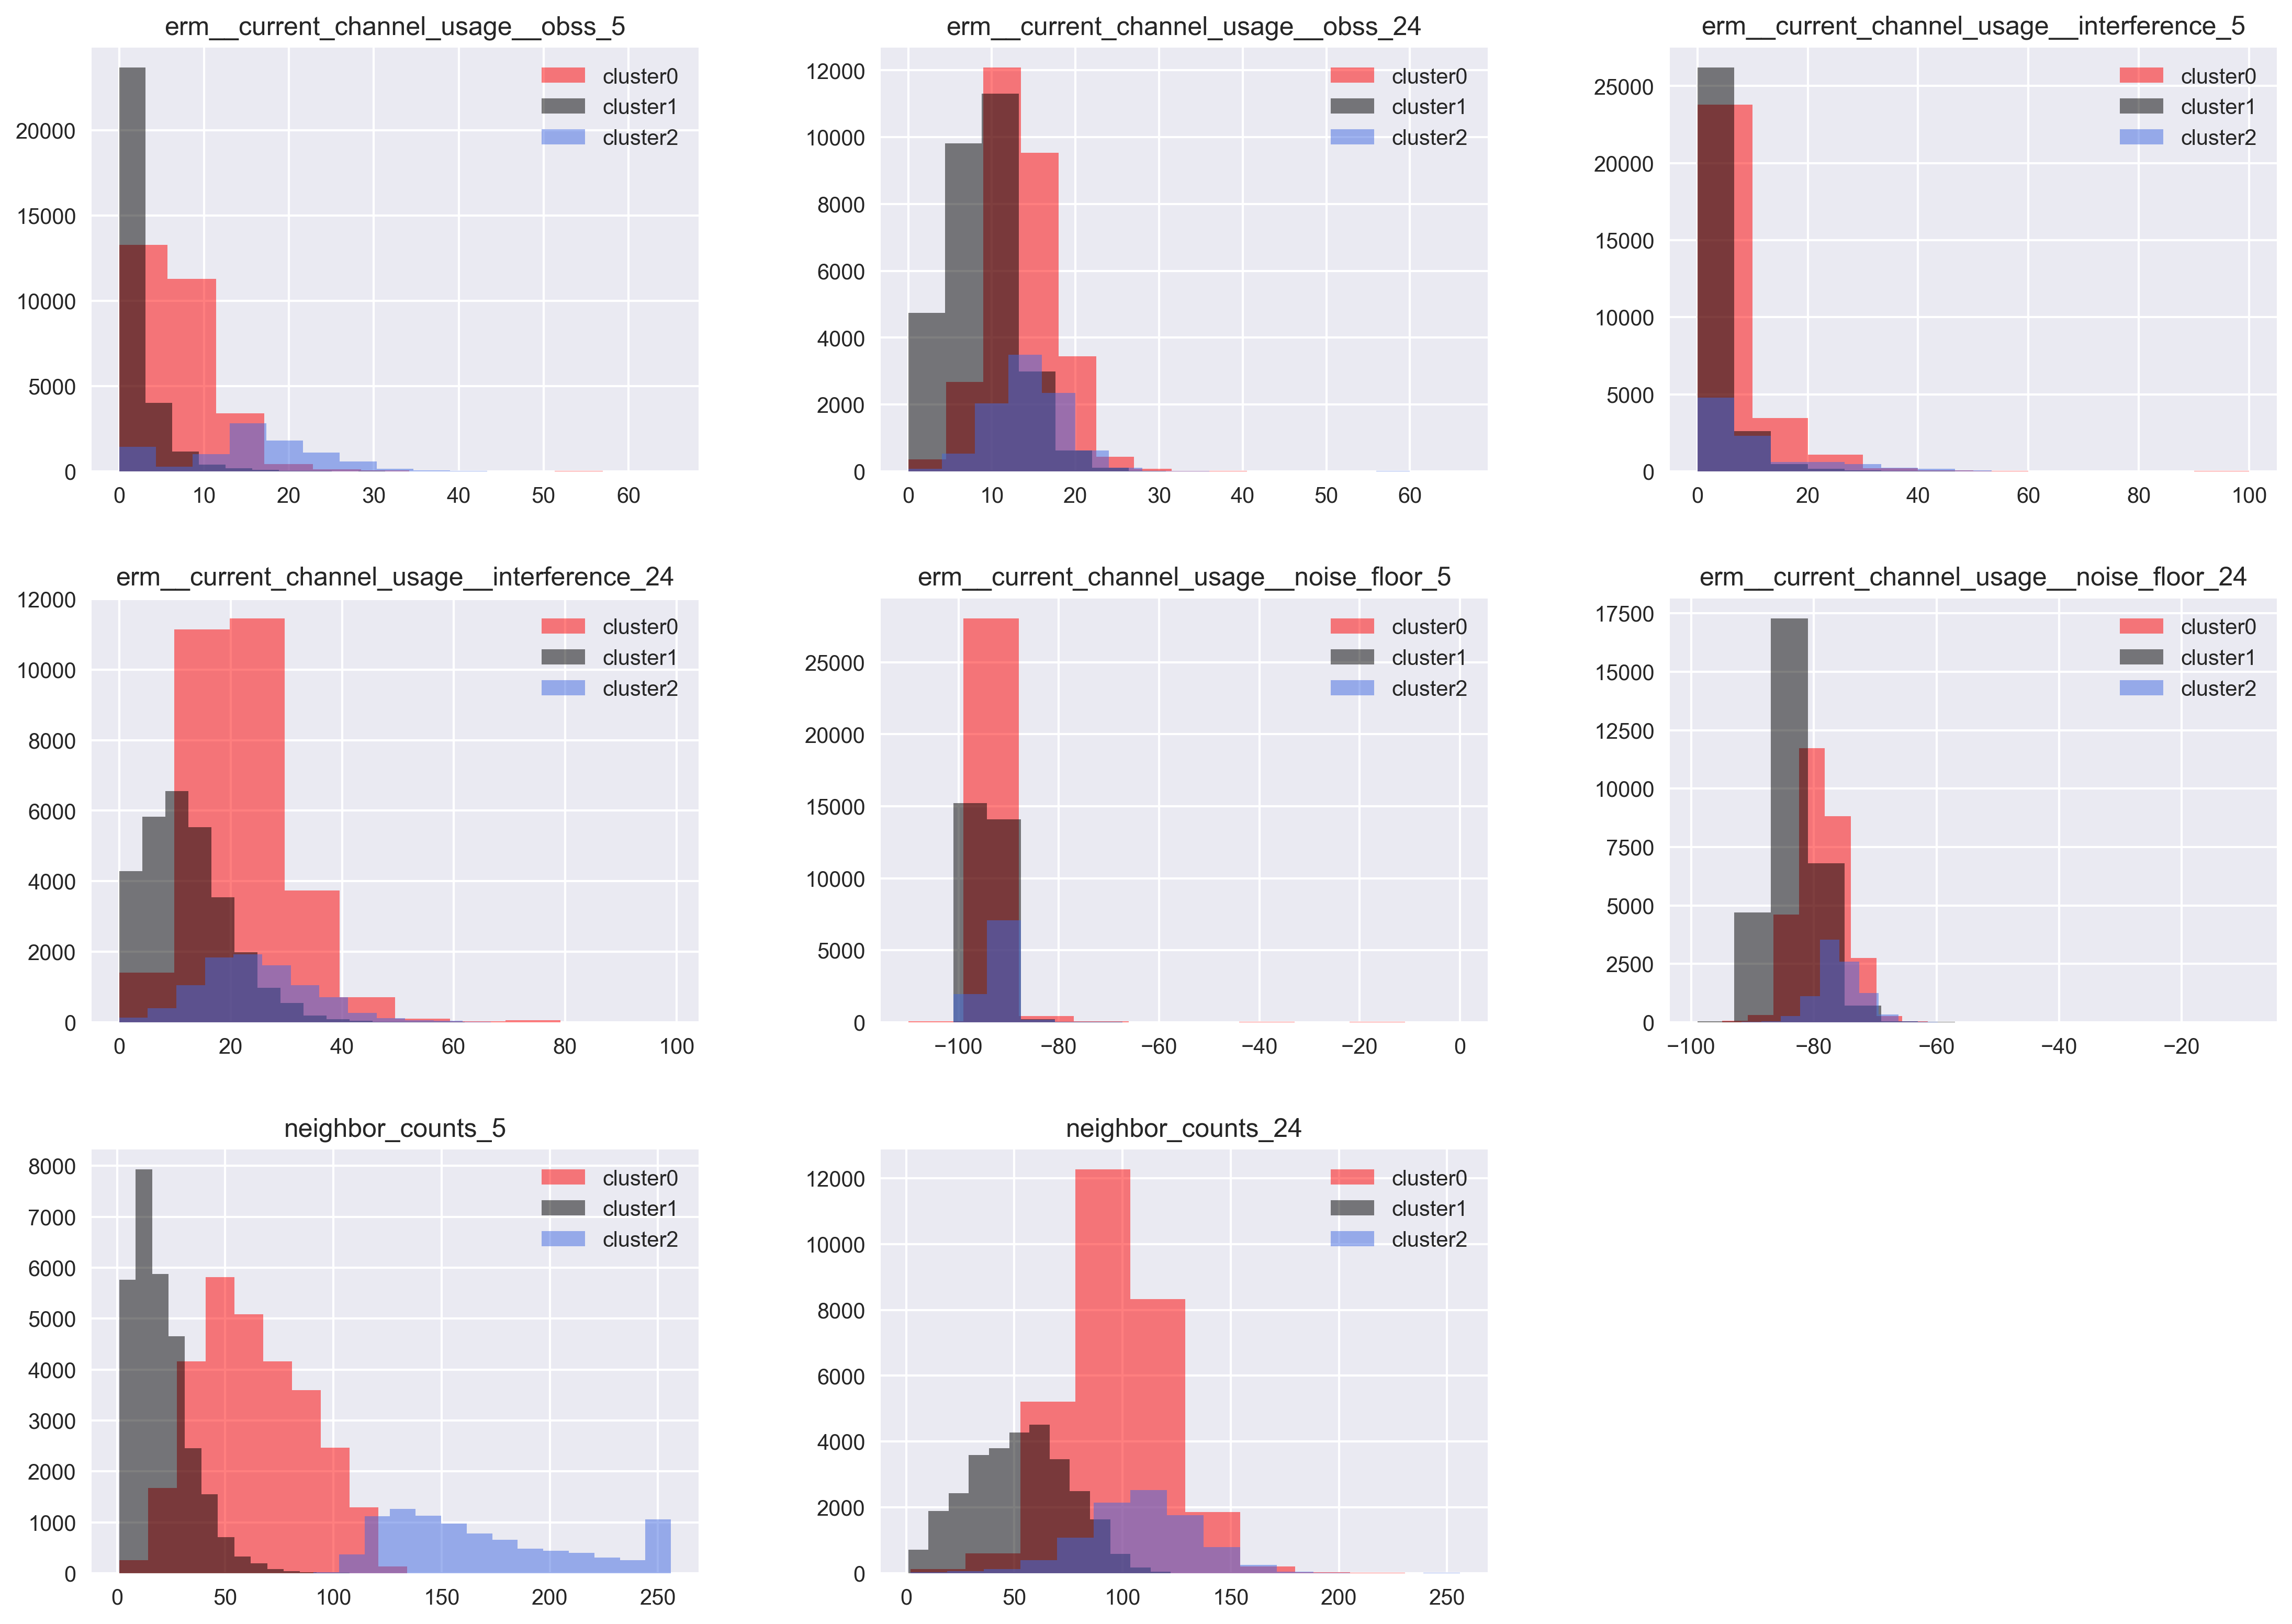 erm__current_channel_usage__obss_5
cluster0
cluster1
cluster2
20000
15000
10000
5000
0
0 10 20 30 40 50 60
erm__current_channel_usage__obss_24
cluster0
cluster1
cluster2
12000
10000
8000
6000
4000
2000
0
0 10 20 30 40 50 60
erm__current_channel_usage__interference_5
cluster0
cluster1
cluster2
25000
20000
15000
10000
5000
0
0 20 40 60 80 100
erm__current_channel_usage__interference_24
cluster0
cluster1
cluster2
12000
10000
8000
6000
4000
2000
0
0 20 40 60 80 100
erm__current_channel_usage__noise_floor_5
cluster0
cluster1
cluster2
25000
20000
15000
10000
5000
0
−100 −80 −60 −40 −20 0
erm__current_channel_usage__noise_floor_24
cluster0
cluster1
cluster2
17500
15000
12500
10000
7500
5000
2500
0
−100 −80 −60 −40 −20
neighbor_counts_5
cluster0
cluster1
cluster2
8000
7000
6000
5000
4000
3000
2000
1000
0
0 50 100 150 200 250
neighbor_counts_24
cluster0
cluster1
cluster2
12000
10000
8000
6000
4000
2000
0
0 50 100 150 200 250